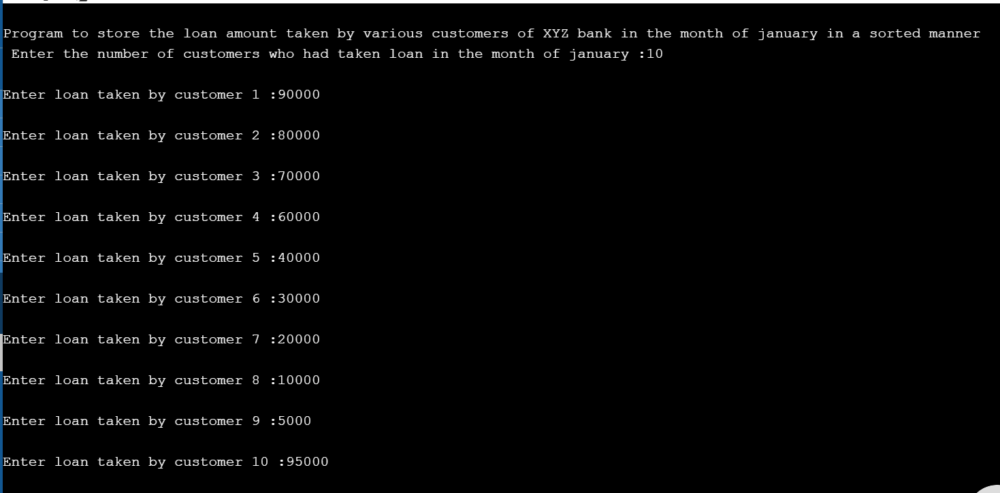 Program to store the loan amount taken by various customers of XYZ bank in the month of january in a sorted manner
Enter the number of customers who had taken loan in the month of january :10
Enter loan taken by customer 1 :90000
Enter loan taken by customer 2 :80000
Enter loan taken by customer 3 :70000
Enter loan taken by customer 4 :60000
Enter loan taken by customer 5 :40000
Enter loan taken by customer 6 :30000
Enter loan taken by customer 7 :20000
Enter loan taken by customer 8 :10000
Enter loan taken by customer 9 :5000
Enter loan taken by customer 10 :95000